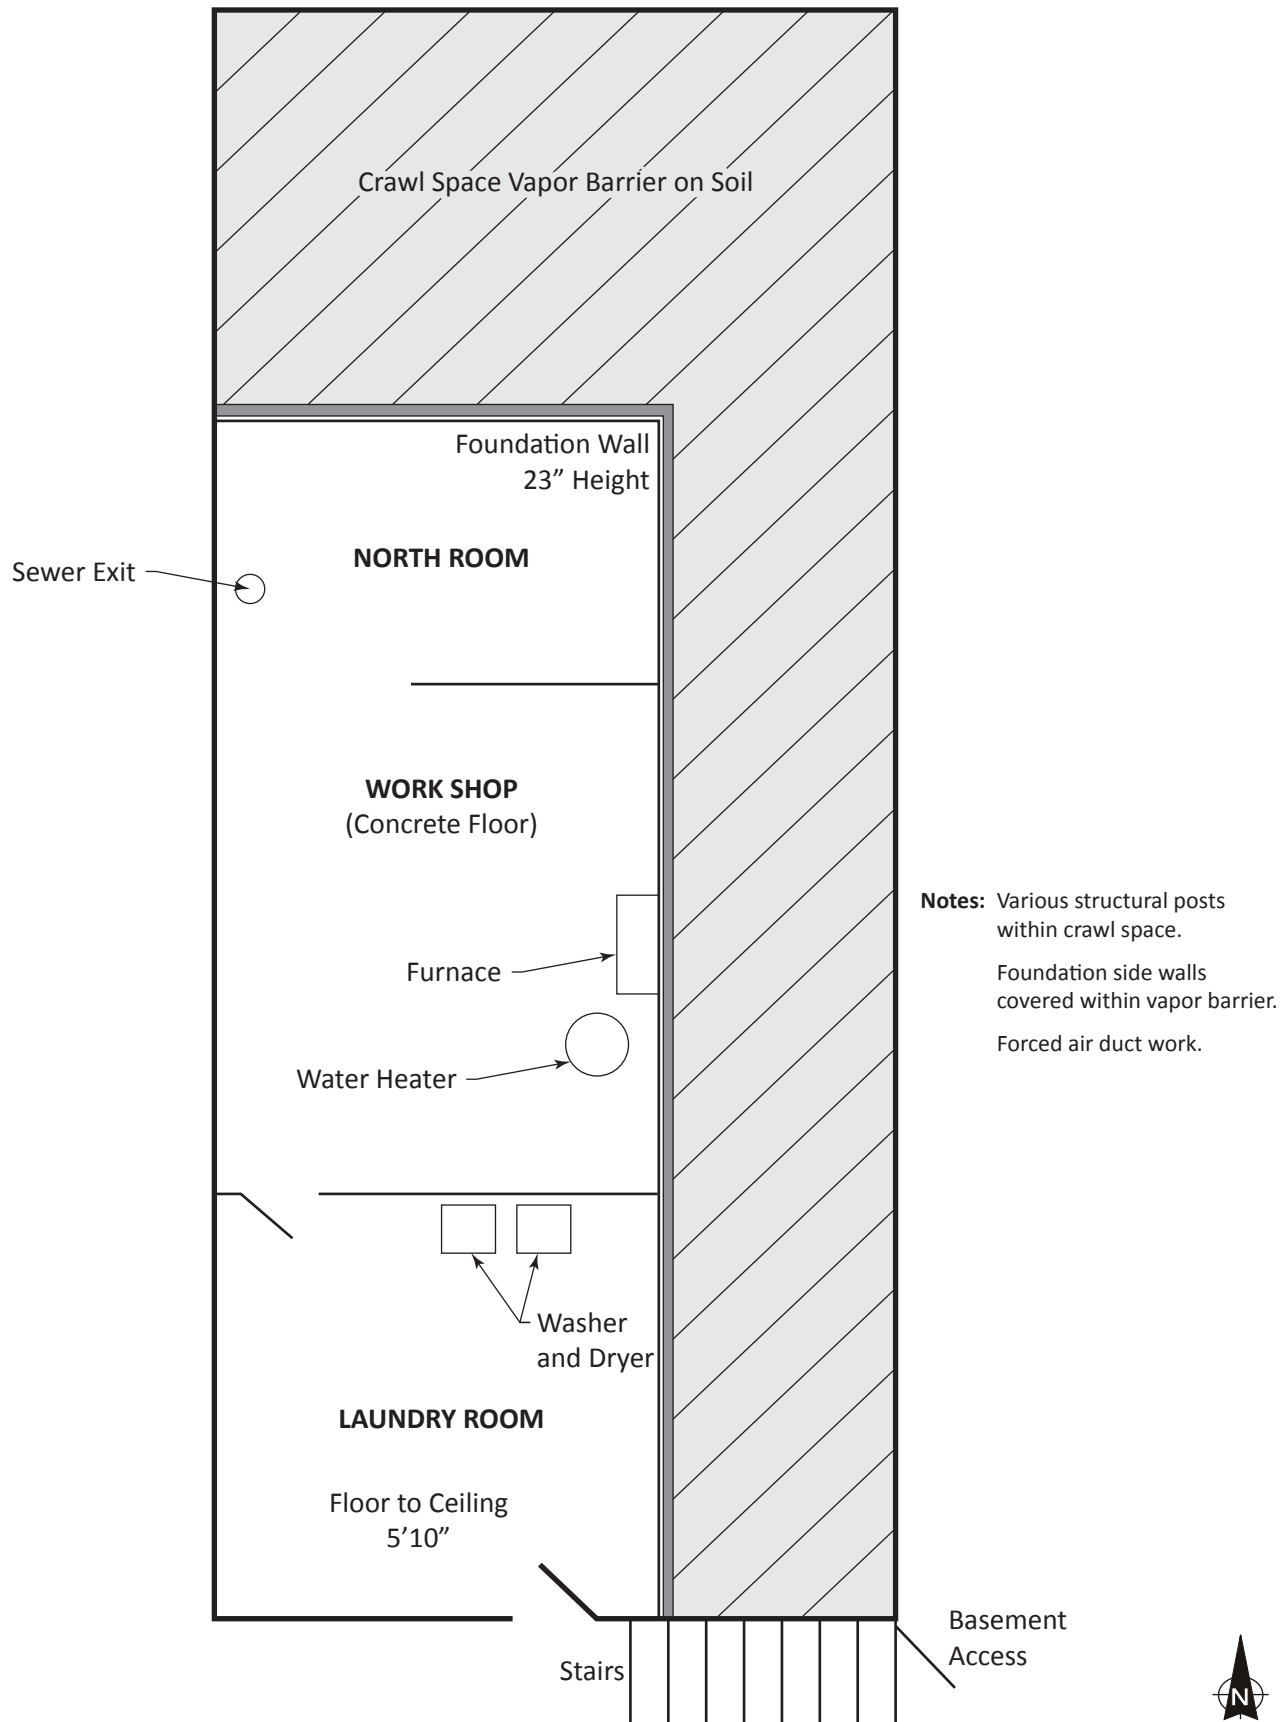 Crawl Space Vapor Barrier on Soil
Foundation Wall
23” Height
NORTH ROOM
Sewer Exit
WORK SHOP
(Concrete Floor)
Notes: Various structural posts
within crawl space.
Foundation side walls
covered within vapor barrier.
Forced air duct work.
Furnace
Water Heater
Washer
and Dryer
LAUNDRY ROOM
Floor to Ceiling
5’10”
Basement
Access
Stairs
N